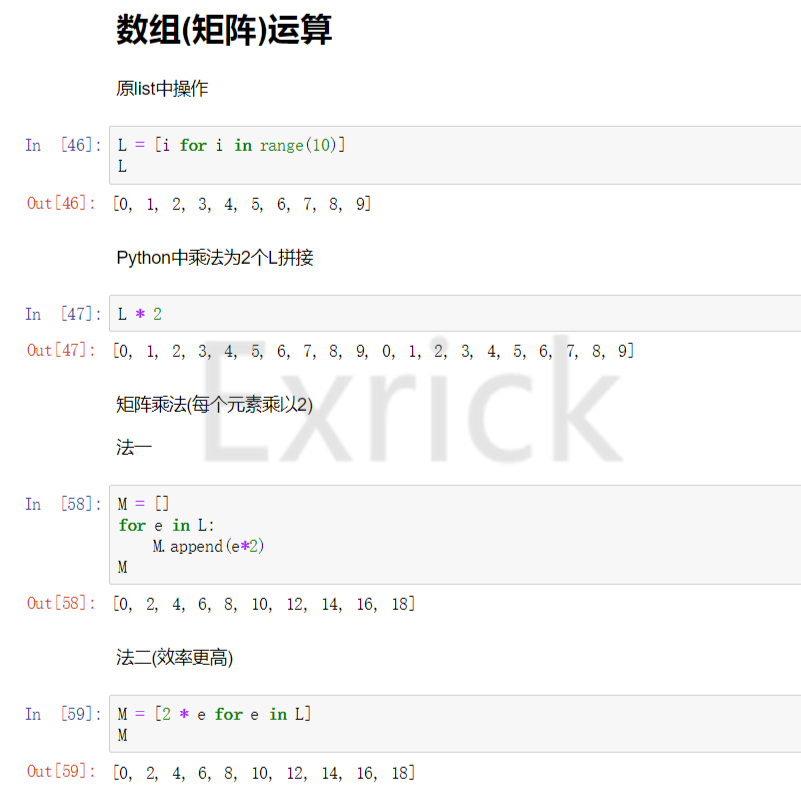 数组(矩阵)运算
原list中操作
In [46]: L = [i for i in range(10)]
L
Out[46]: [0, 1, 2, 3, 4, 5, 6, 7, 8, 9]
Python中乘法为2个L拼接
In [47]: L * 2
Out[47]: [0, 1, 2, 3, 4, 5, 6, 7, 8, 9, 0, 1, 2, 3, 4, 5, 6, 7, 8, 9]
Exrick
矩阵乘法(每个元素乘以2)
法一
In [58]: M = []
for e in L:
    M.append(e*2)
M
Out[58]: [0, 2, 4, 6, 8, 10, 12, 14, 16, 18]
法二(效率更高)
In [59]: M = [2 * e for e in L]
M
Out[59]: [0, 2, 4, 6, 8, 10, 12, 14, 16, 18]